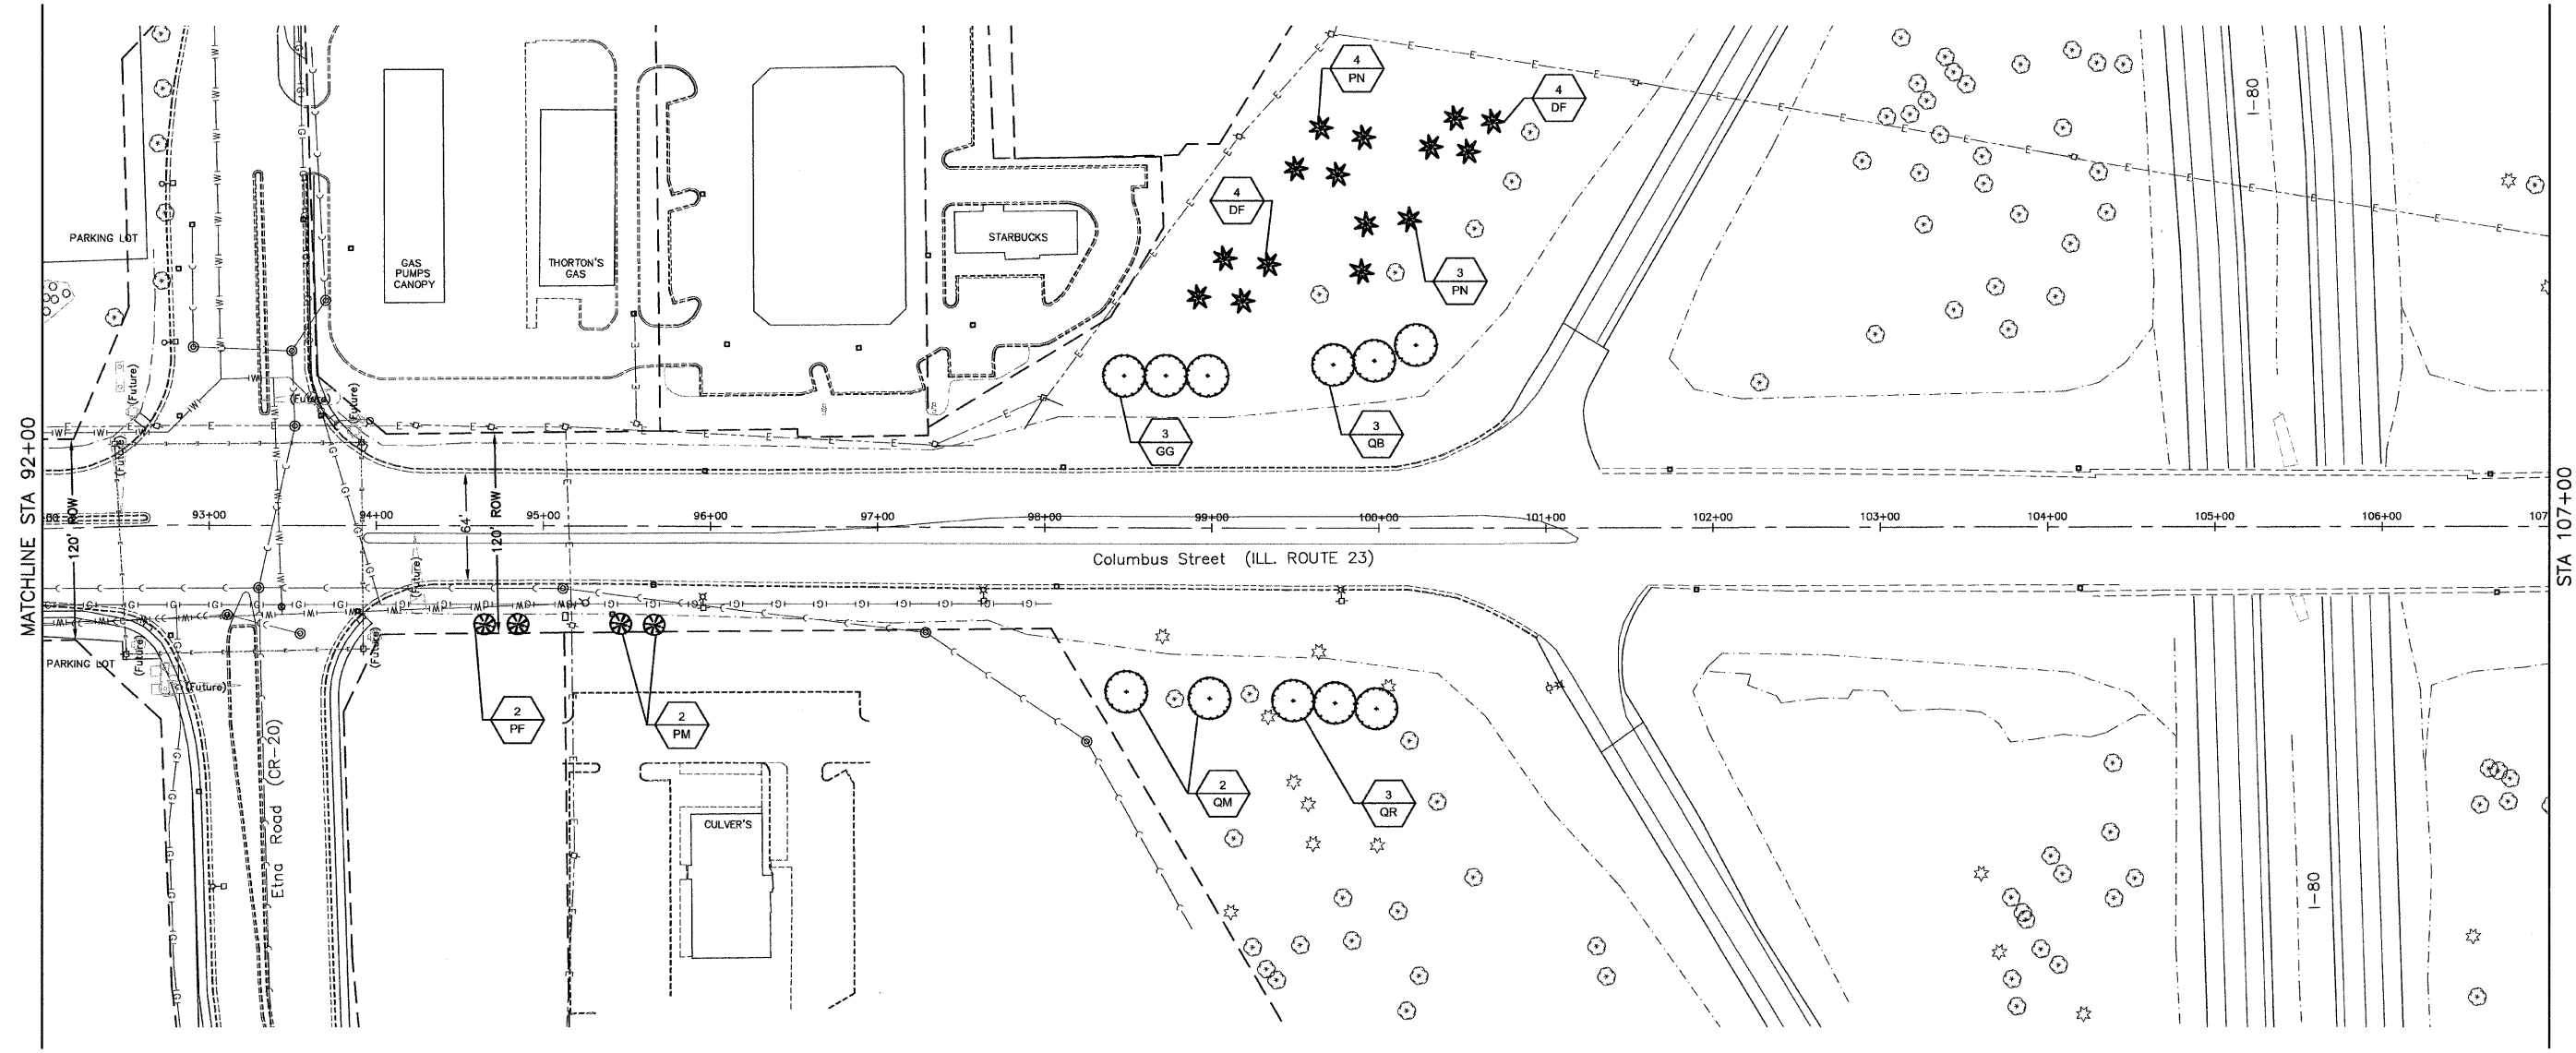 MATCHLINE STA 92+00
STA 107+00
PARKING LOT
GAS
PUMPS
CANOPY
THORTON'S
GAS
STARBUCKS
4
PN
4
DF
4
DF
3
PN
3
GG
3
QB
I-80
(Future)
(Future)
(Future)
(Future)
120' ROW
64'
120' ROW
93+00
94+00
95+00
96+00
97+00
98+00
99+00
100+00
101+00
102+00
103+00
104+00
105+00
106+00
107
Columbus Street (ILL. ROUTE 23)
(Future)
(Future)
(Future)
(Future)
PARKING LOT
Etna Road (CR-20)
2
PF
2
PM
2
QM
3
QR
CULVER'S
I-80